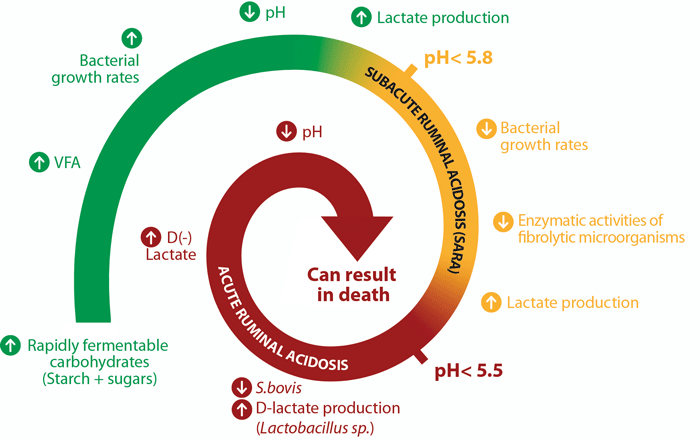 Rapidly fermentable
carbohydrates
(Starch + sugars)
VFA
Bacterial
growth rates
pH
Lactate production
pH< 5.8
SUBACUTE RUMINAL ACIDOSIS (SARA)
Bacterial
growth rates
Enzymatic activities of
fibrolytic microorganisms
Lactate production
pH< 5.5
ACUTE RUMINAL ACIDOSIS
S.bovis
D-lactate production
(Lactobacillus sp.)
D(-)
Lactate
pH
Can result
in death